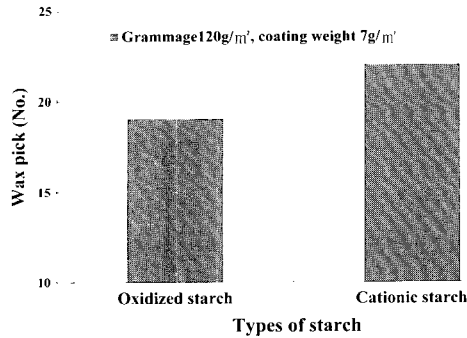 25
Grammage120g/m², coating weight 7g/m²
20
15
10
Wax pick (No.)
Oxidized starch
Cationic starch
Types of starch